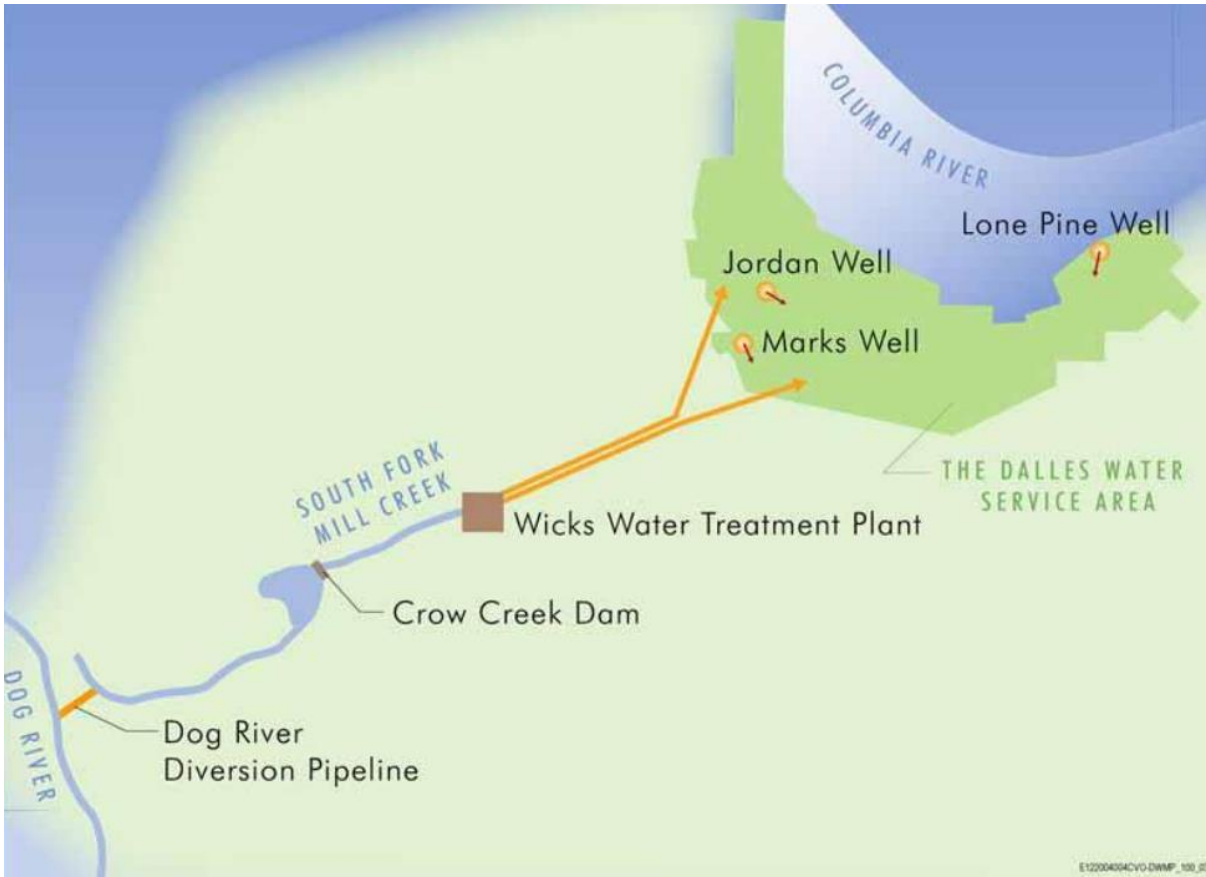 COLUMBIA RIVER
Lone Pine Well
Jordan Well
Marks Well
SOUTH FORK
MILL CREEK
THE DALLES WATER
SERVICE AREA
Wicks Water Treatment Plant
Crow Creek Dam
DOG RIVER
Dog River
Diversion Pipeline